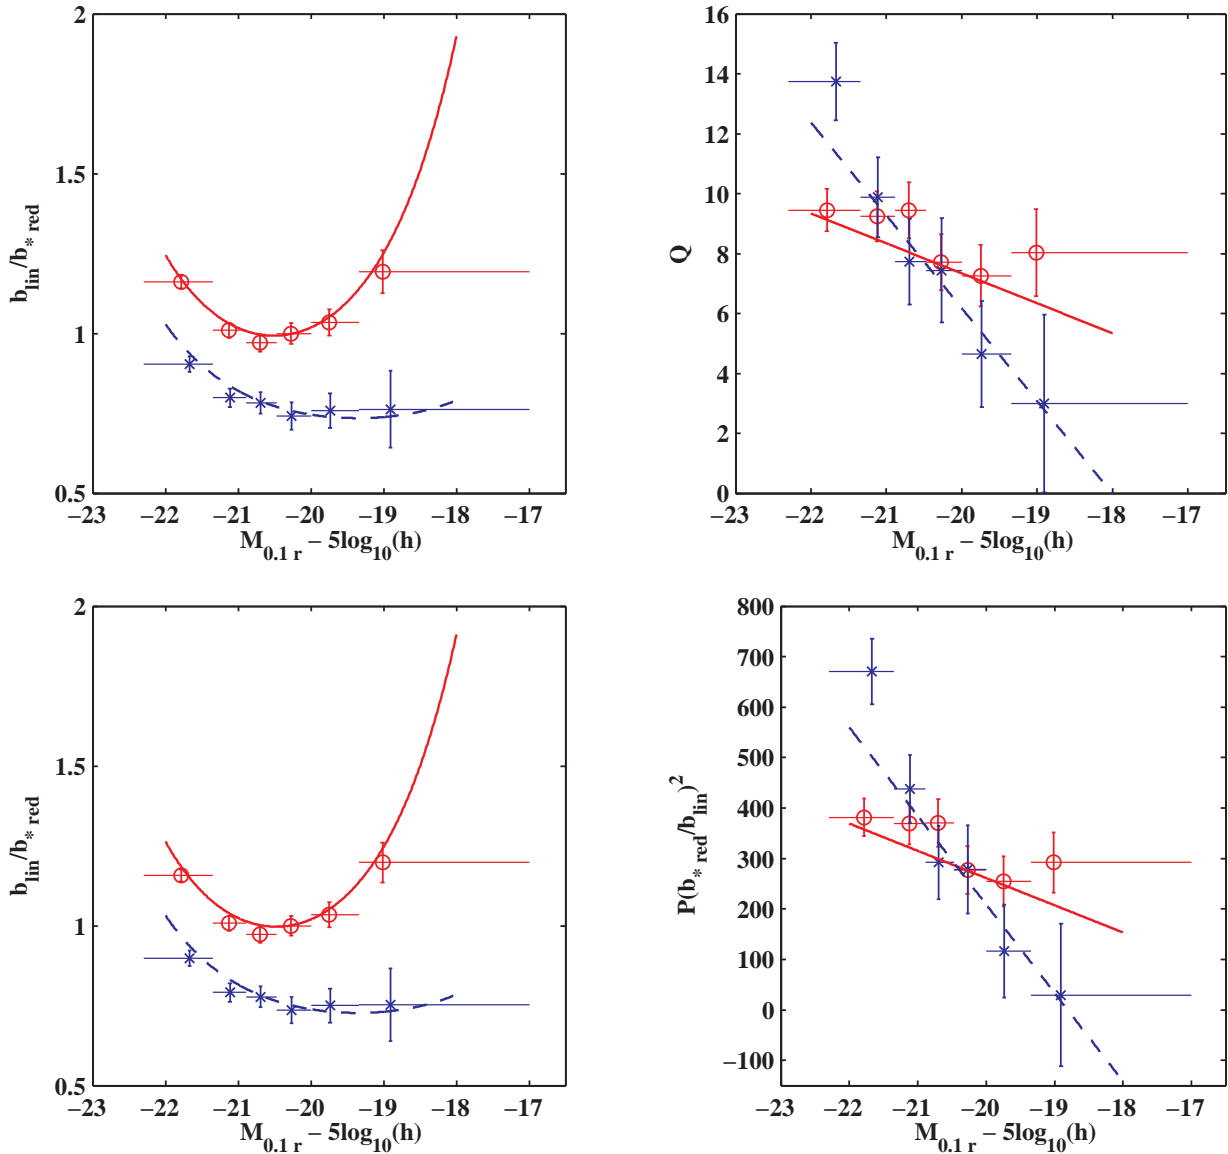 2
1.5
1
0.5
b_lin/b_* red
−23 −22 −21 −20 −19 −18 −17
M_0.1 r − 5log_10(h)
16
14
12
10
8
6
4
2
0
Q
−23 −22 −21 −20 −19 −18 −17
M_0.1 r − 5log_10(h)
2
1.5
1
0.5
b_lin/b_* red
−23 −22 −21 −20 −19 −18 −17
M_0.1 r − 5log_10(h)
800
700
600
500
400
300
200
100
0
−100
P(b_* red/b_lin)^2
−23 −22 −21 −20 −19 −18 −17
M_0.1 r − 5log_10(h)